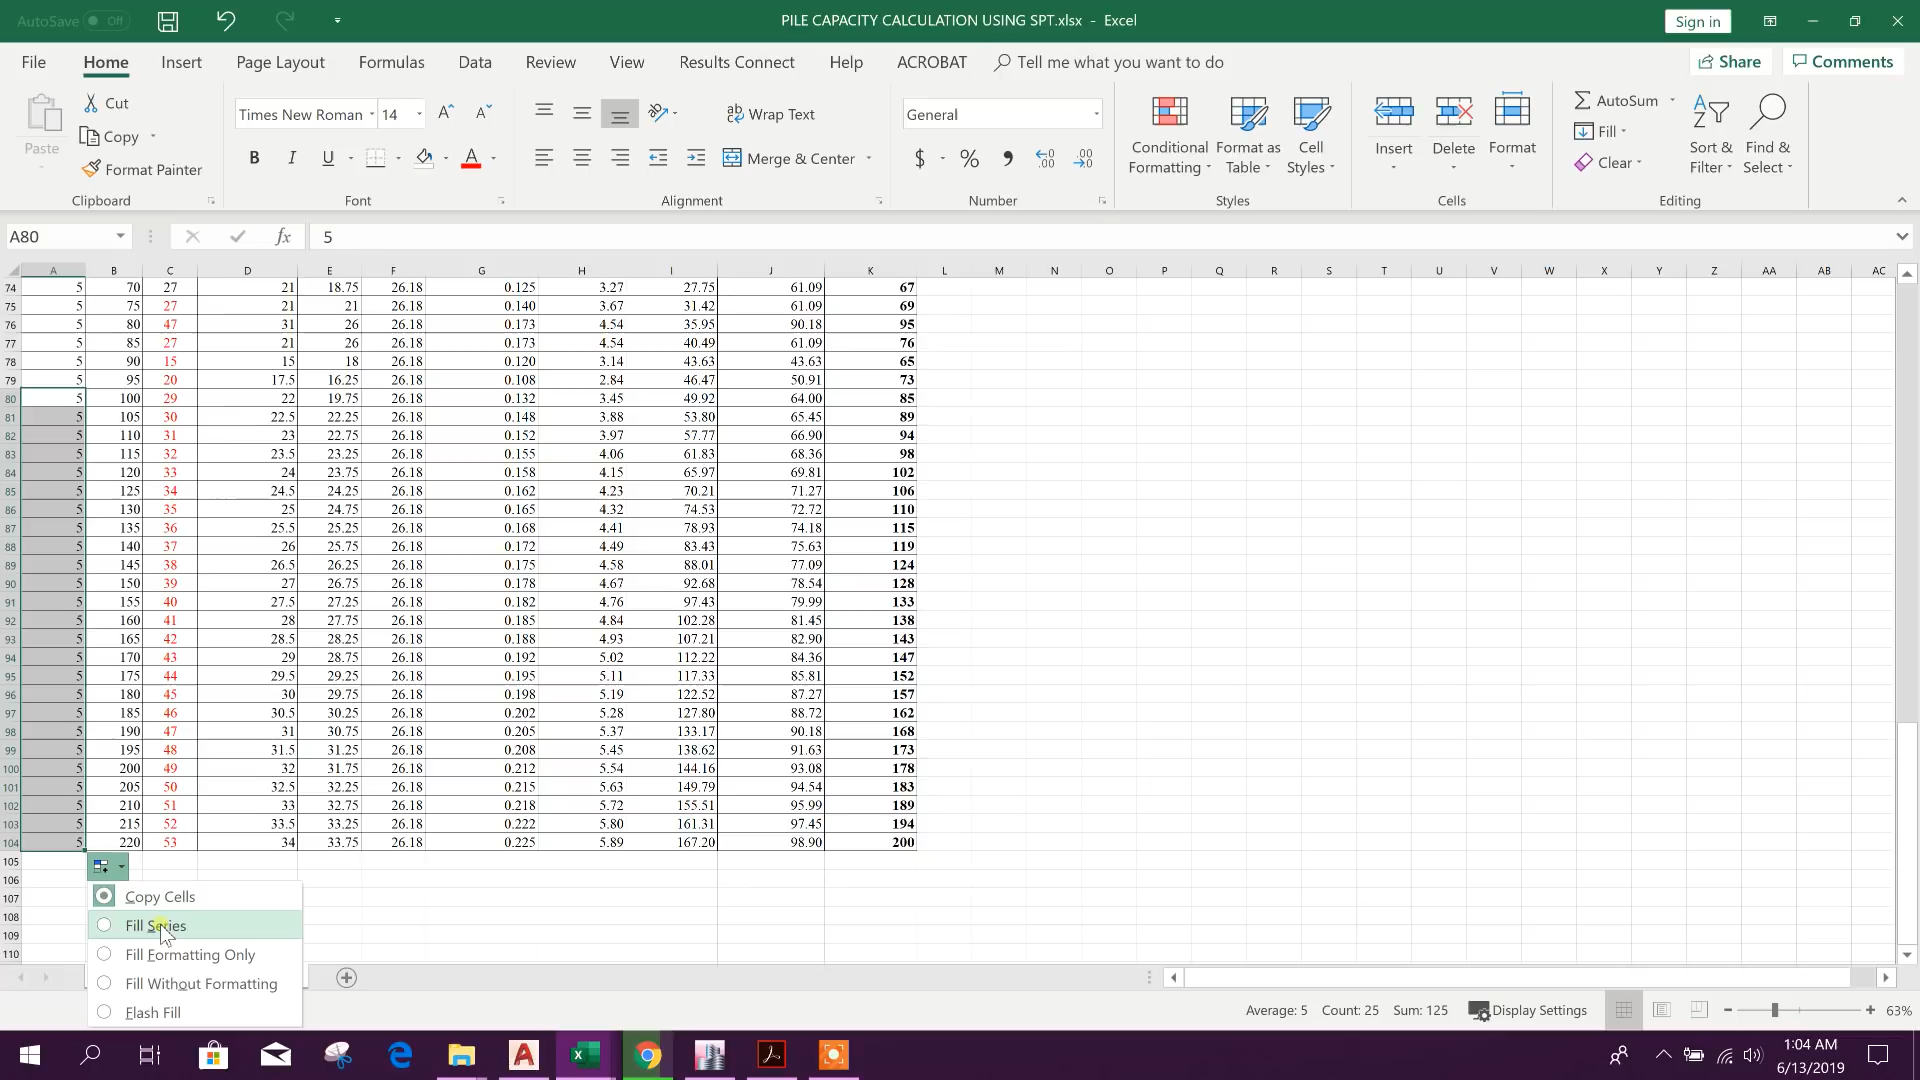 AutoSave Off
PILE CAPACITY CALCULATION USING SPT.xlsx - Excel
Sign in
File Home Insert Page Layout Formulas Data Review View Results Connect Help ACROBAT Tell me what you want to do Share Comments
Paste
Cut
Copy
Format Painter
Clipboard
Times New Roman 14
B I U
Font
Wrap Text
Merge & Center
Alignment
General
Number
Conditional Formatting
Format as Table
Cell Styles
Styles
Insert Delete Format
Cells
AutoSum
Fill
Clear
Sort & Filter
Find & Select
Editing
A80 fx 5
A B C D E F G H I J K L M N O P Q R S T U V W X Y Z AA AB AC
74 5 70 27 21 18.75 26.18 0.125 3.27 27.75 61.09 67
75 5 75 27 21 21 26.18 0.140 3.67 31.42 61.09 69
76 5 80 47 31 26 26.18 0.173 4.54 35.95 90.18 95
77 5 85 27 21 26 26.18 0.173 4.54 40.49 61.09 76
78 5 90 15 15 18 26.18 0.120 3.14 43.63 43.63 65
79 5 95 20 17.5 16.25 26.18 0.108 2.84 46.47 50.91 73
80 5 100 29 22 19.75 26.18 0.132 3.45 49.92 64.00 85
81 5 105 30 22.5 22.25 26.18 0.148 3.88 53.80 65.45 89
82 5 110 31 23 22.75 26.18 0.152 3.97 57.77 66.90 94
83 5 115 32 23.5 23.25 26.18 0.155 4.06 61.83 68.36 98
84 5 120 33 24 23.75 26.18 0.158 4.15 65.97 69.81 102
85 5 125 34 24.5 24.25 26.18 0.162 4.23 70.21 71.27 106
86 5 130 35 25 24.75 26.18 0.165 4.32 74.53 72.72 110
87 5 135 36 25.5 25.25 26.18 0.168 4.41 78.93 74.18 115
88 5 140 37 26 25.75 26.18 0.172 4.49 83.43 75.63 119
89 5 145 38 26.5 26.25 26.18 0.175 4.58 88.01 77.09 124
90 5 150 39 27 26.75 26.18 0.178 4.67 92.68 78.54 128
91 5 155 40 27.5 27.25 26.18 0.182 4.76 97.43 79.99 133
92 5 160 41 28 27.75 26.18 0.185 4.84 102.28 81.45 138
93 5 165 42 28.5 28.25 26.18 0.188 4.93 107.21 82.90 143
94 5 170 43 29 28.75 26.18 0.192 5.02 112.22 84.36 147
95 5 175 44 29.5 29.25 26.18 0.195 5.11 117.33 85.81 152
96 5 180 45 30 29.75 26.18 0.198 5.19 122.52 87.27 157
97 5 185 46 30.5 30.25 26.18 0.202 5.28 127.80 88.72 162
98 5 190 47 31 30.75 26.18 0.205 5.37 133.17 90.18 168
99 5 195 48 31.5 31.25 26.18 0.208 5.45 138.62 91.63 173
100 5 200 49 32 31.75 26.18 0.212 5.54 144.16 93.08 178
101 5 205 50 32.5 32.25 26.18 0.215 5.63 149.79 94.54 183
102 5 210 51 33 32.75 26.18 0.218 5.72 155.51 95.99 189
103 5 215 52 33.5 33.25 26.18 0.222 5.80 161.31 97.45 194
104 5 220 53 34 33.75 26.18 0.225 5.89 167.20 98.90 200
105
106
107
108
109
110
Copy Cells
Fill Series
Fill Formatting Only
Fill Without Formatting
Flash Fill
Average: 5 Count: 25 Sum: 125 Display Settings 63%
1:04 AM
6/13/2019